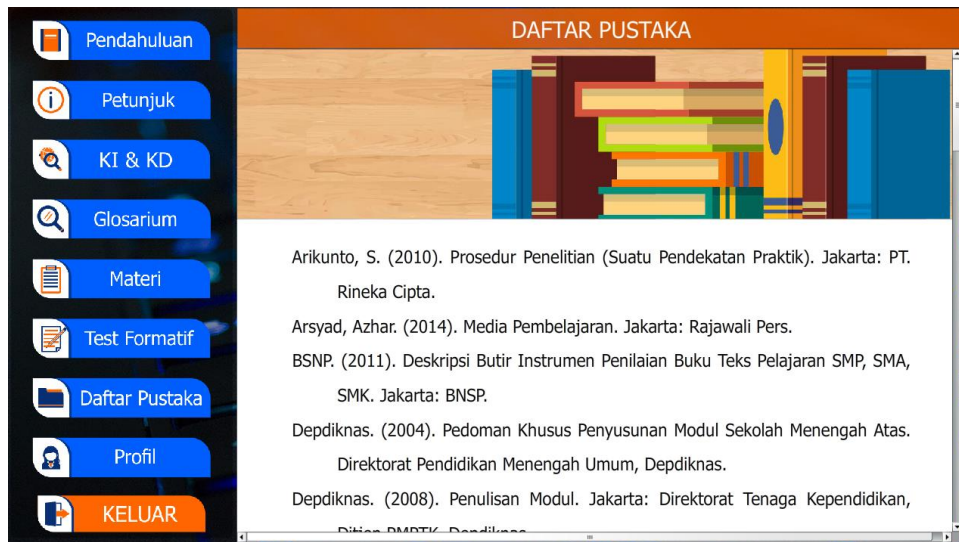 Pendahuluan
Petunjuk
KI & KD
Glosarium
Materi
Test Formatif
Daftar Pustaka
Profil
KELUAR
DAFTAR PUSTAKA
Arikunto, S. (2010). Prosedur Penelitian (Suatu Pendekatan Praktik). Jakarta: PT.
Rineka Cipta.
Arsyad, Azhar. (2014). Media Pembelajaran. Jakarta: Rajawali Pers.
BSNP. (2011). Deskripsi Butir Instrumen Penilaian Buku Teks Pelajaran SMP, SMA,
SMK. Jakarta: BNSP.
Depdiknas. (2004). Pedoman Khusus Penyusunan Modul Sekolah Menengah Atas.
Direktorat Pendidikan Menengah Umum, Depdiknas.
Depdiknas. (2008). Penulisan Modul. Jakarta: Direktorat Tenaga Kependidikan,